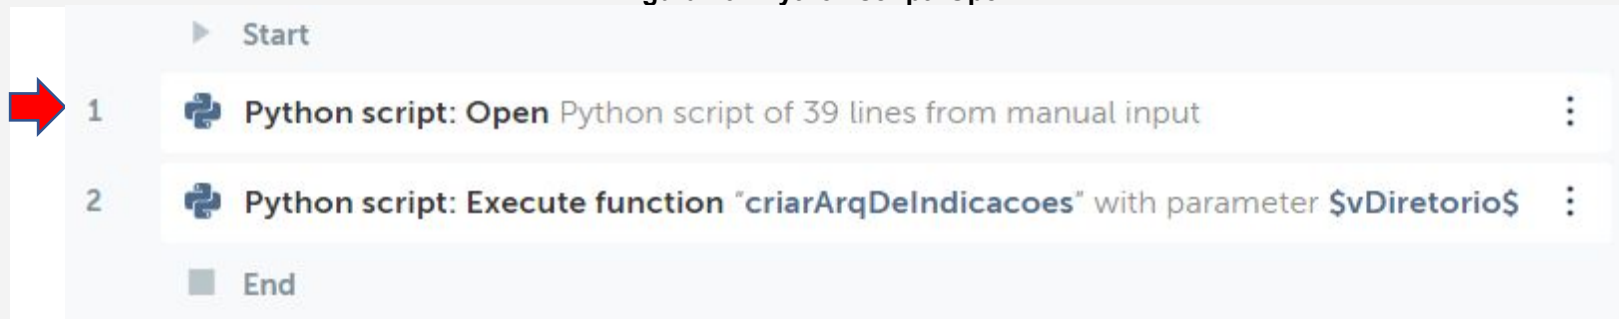 Start
1 Python script: Open Python script of 39 lines from manual input
2 Python script: Execute function "criarArqDeIndicacoes" with parameter $vDiretorio$
End